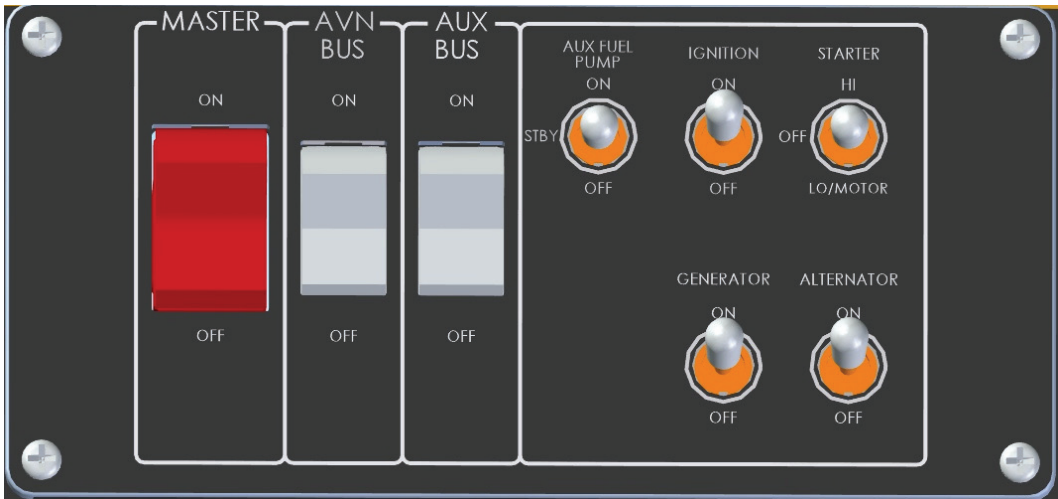 MASTER
ON
OFF
AVN
BUS
ON
OFF
AUX
BUS
ON
OFF
AUX FUEL
PUMP
ON
STBY
OFF
IGNITION
ON
OFF
STARTER
HI
OFF
LO/MOTOR
GENERATOR
ON
OFF
ALTERNATOR
ON
OFF